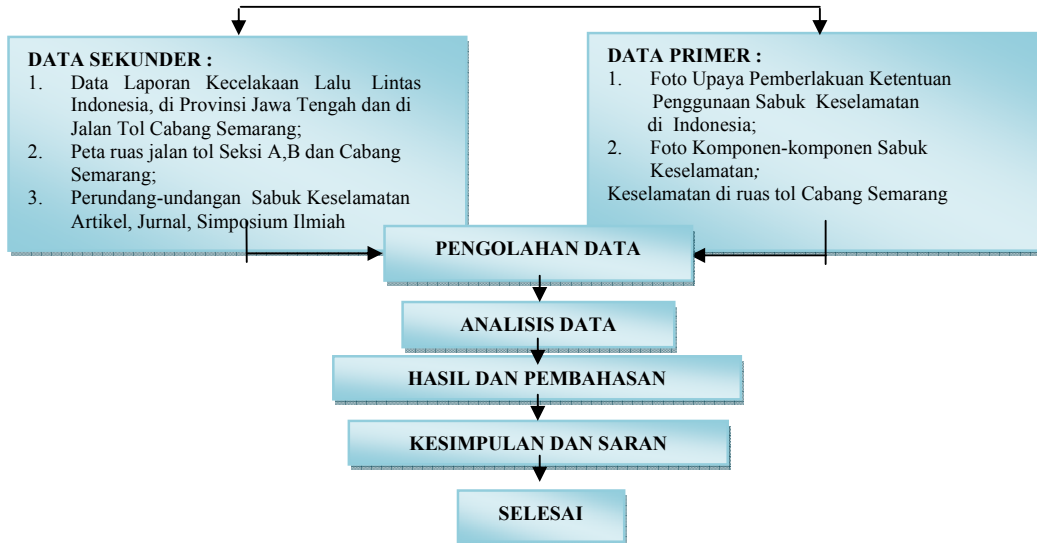 DATA SEKUNDER :
1. Data Laporan Kecelakaan Lalu Lintas
Indonesia, di Provinsi Jawa Tengah dan di
Jalan Tol Cabang Semarang;
2. Peta ruas jalan tol Seksi A,B dan Cabang
Semarang;
3. Perundang-undangan Sabuk Keselamatan
Artikel, Jurnal, Simposium Ilmiah
DATA PRIMER :
1. Foto Upaya Pemberlakuan Ketentuan
Penggunaan Sabuk Keselamatan
di Indonesia;
2. Foto Komponen-komponen Sabuk
Keselamatan;
Keselamatan di ruas tol Cabang Semarang
PENGOLAHAN DATA
ANALISIS DATA
HASIL DAN PEMBAHASAN
KESIMPULAN DAN SARAN
SELESAI